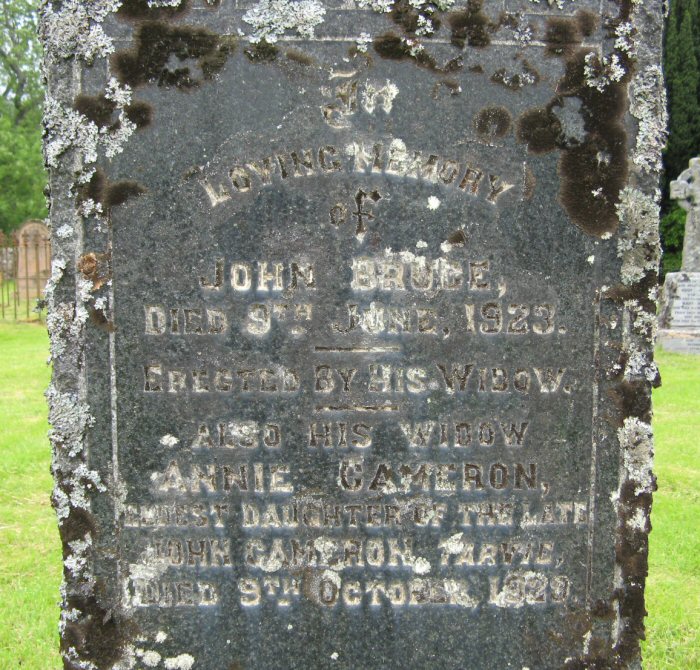 In
LOVING MEMORY
of
JOHN BRUCE,
DIED 9TH JUNE, 1923.
ERECTED BY HIS WIDOW.
ALSO HIS WIDOW
ANNIE CAMERON,
ELDEST DAUGHTER OF THE LATE
JOHN CAMERON, TARVIE,
DIED 9TH OCTOBER, 1929.